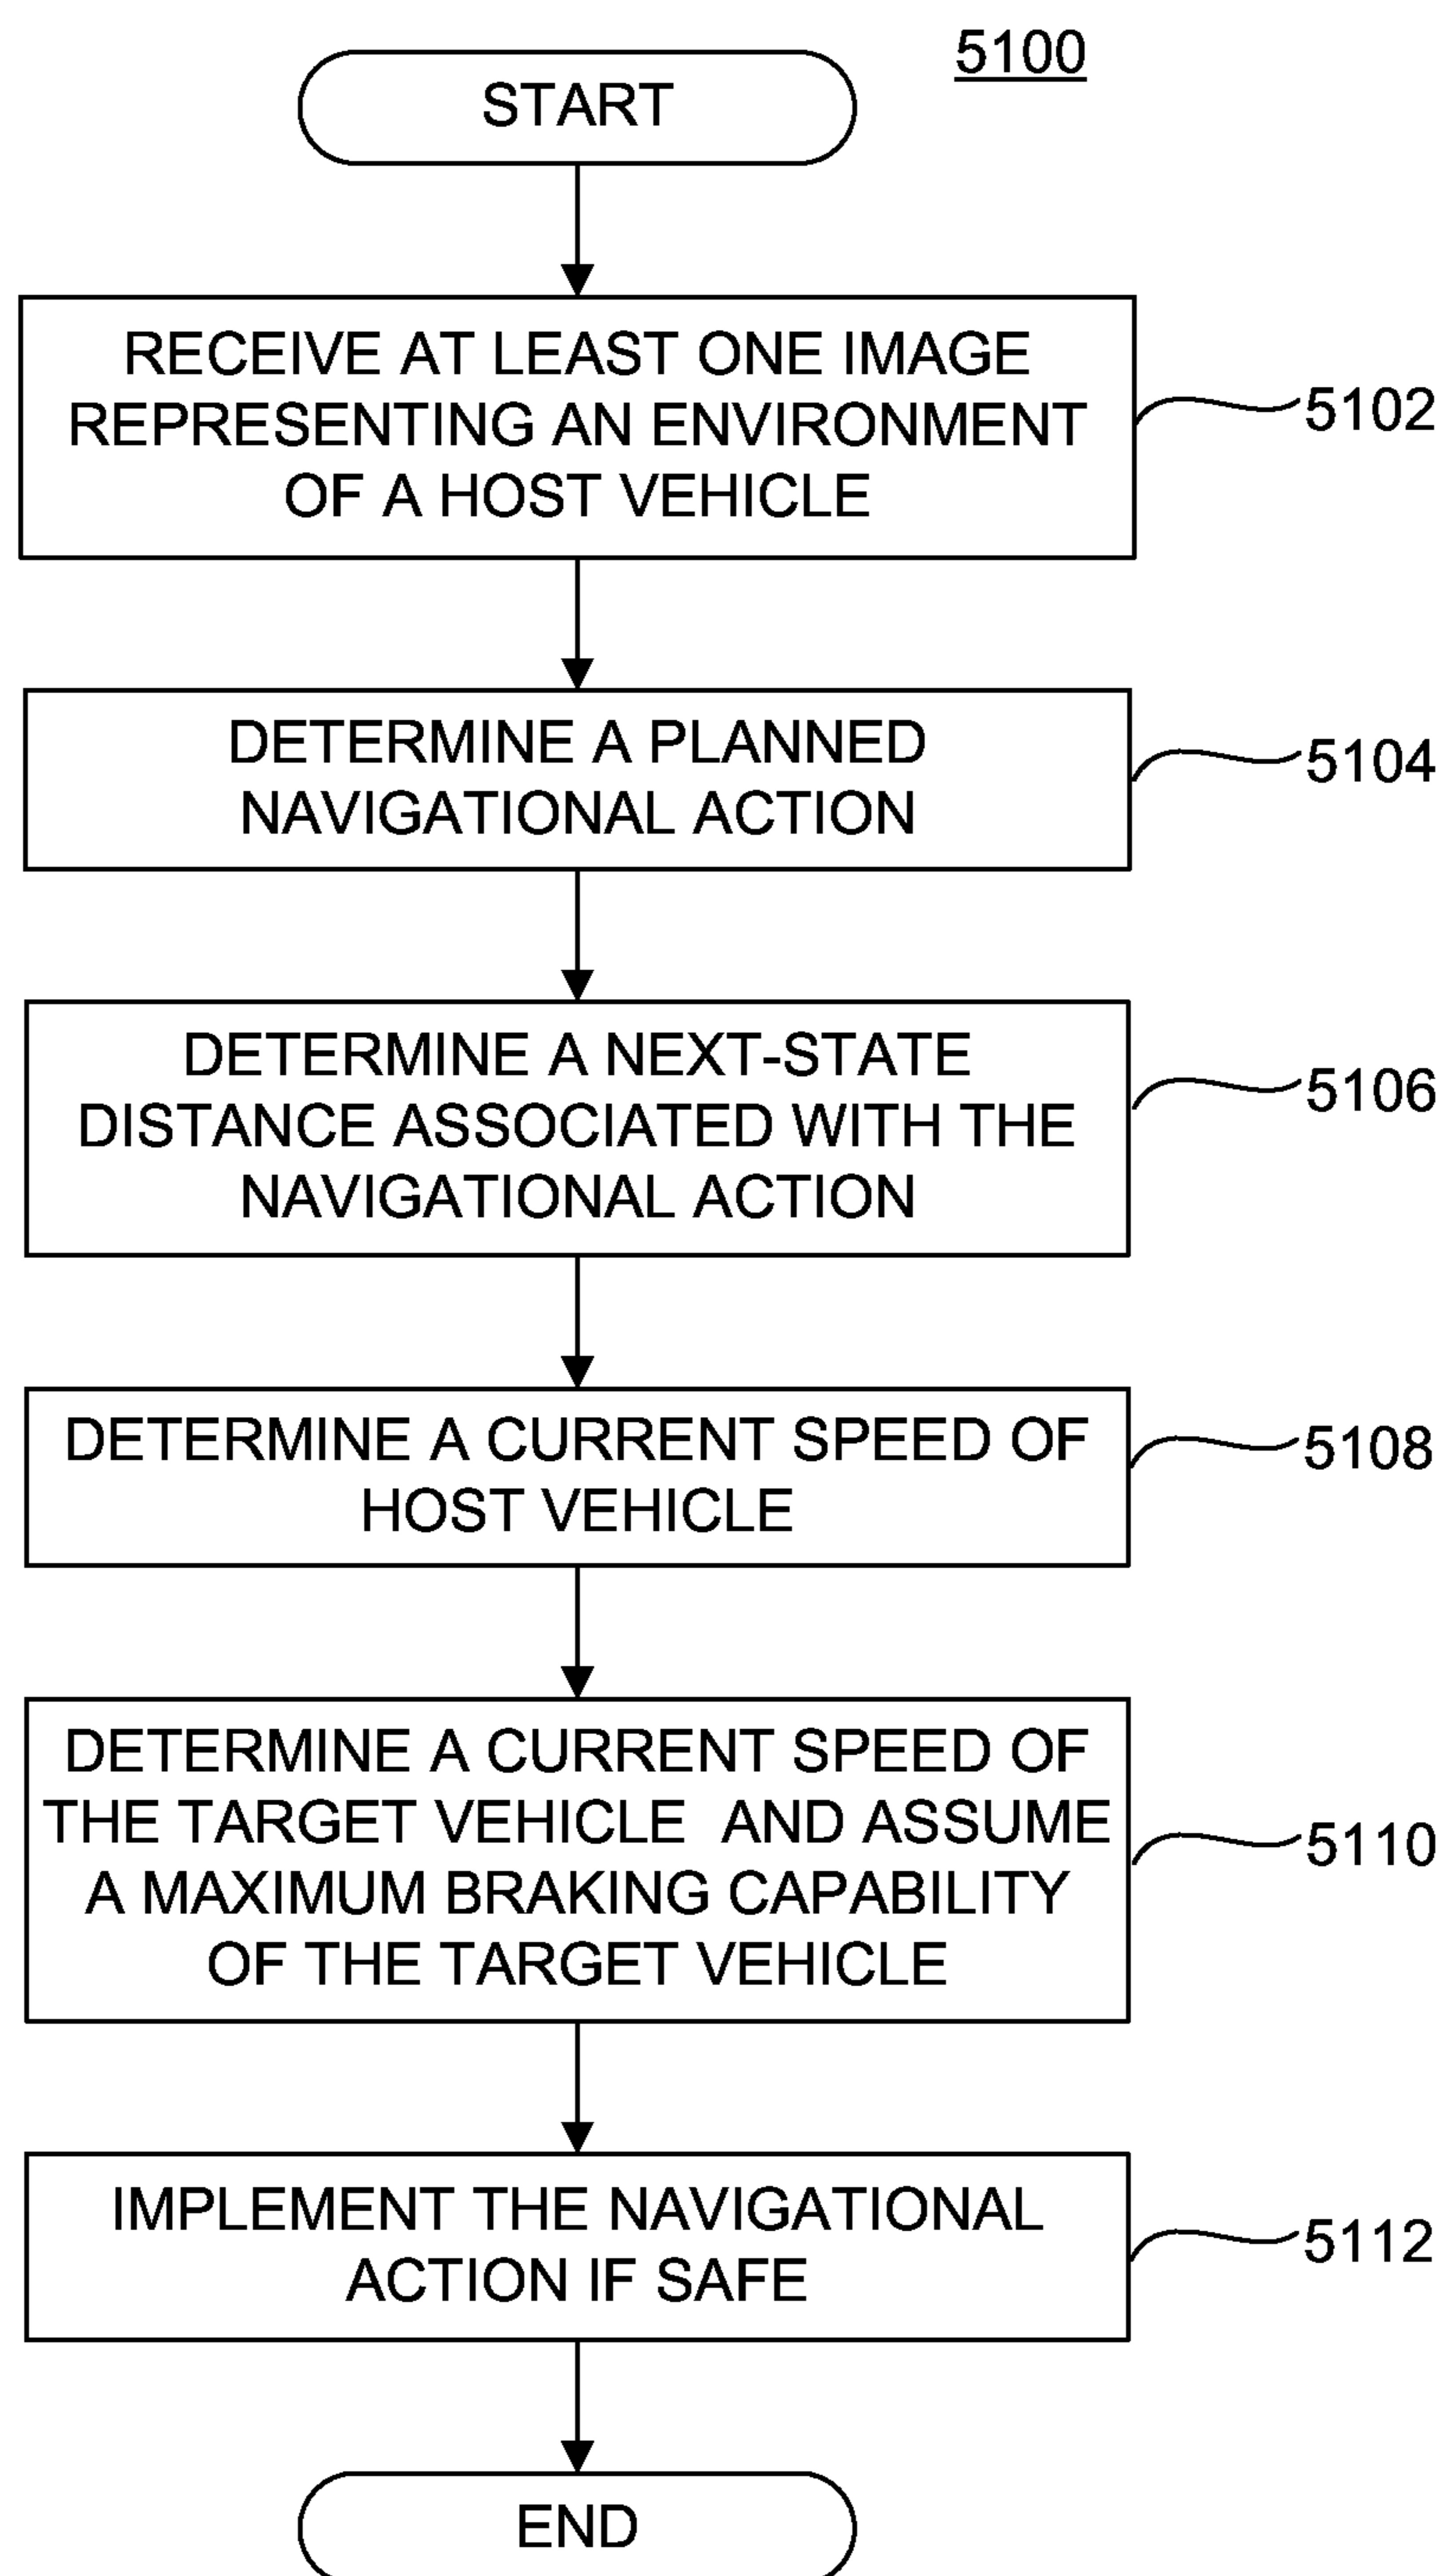 5100
START
RECEIVE AT LEAST ONE IMAGE
REPRESENTING AN ENVIRONMENT
OF A HOST VEHICLE
5102
DETERMINE A PLANNED
NAVIGATIONAL ACTION
5104
DETERMINE A NEXT-STATE
DISTANCE ASSOCIATED WITH THE
NAVIGATIONAL ACTION
5106
DETERMINE A CURRENT SPEED OF
HOST VEHICLE
5108
DETERMINE A CURRENT SPEED OF
THE TARGET VEHICLE AND ASSUME
A MAXIMUM BRAKING CAPABILITY
OF THE TARGET VEHICLE
5110
IMPLEMENT THE NAVIGATIONAL
ACTION IF SAFE
5112
END